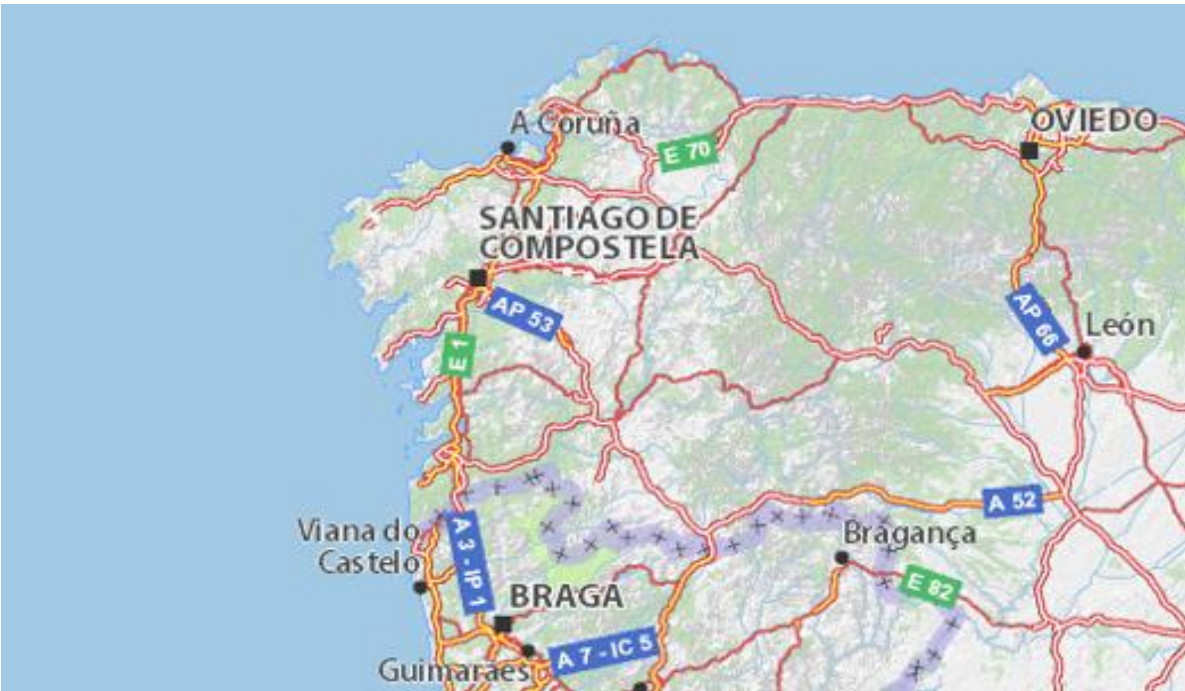 A Coruña
OVIEDO
E 70
SANTIAGO DE
COMPOSTELA
AP 53
AP 66
León
E 1
A 52
Viana do
Castelo
A 3 - IP 1
Bragança
E 82
BRAGA
A 7 - IC 5
Guimaraes